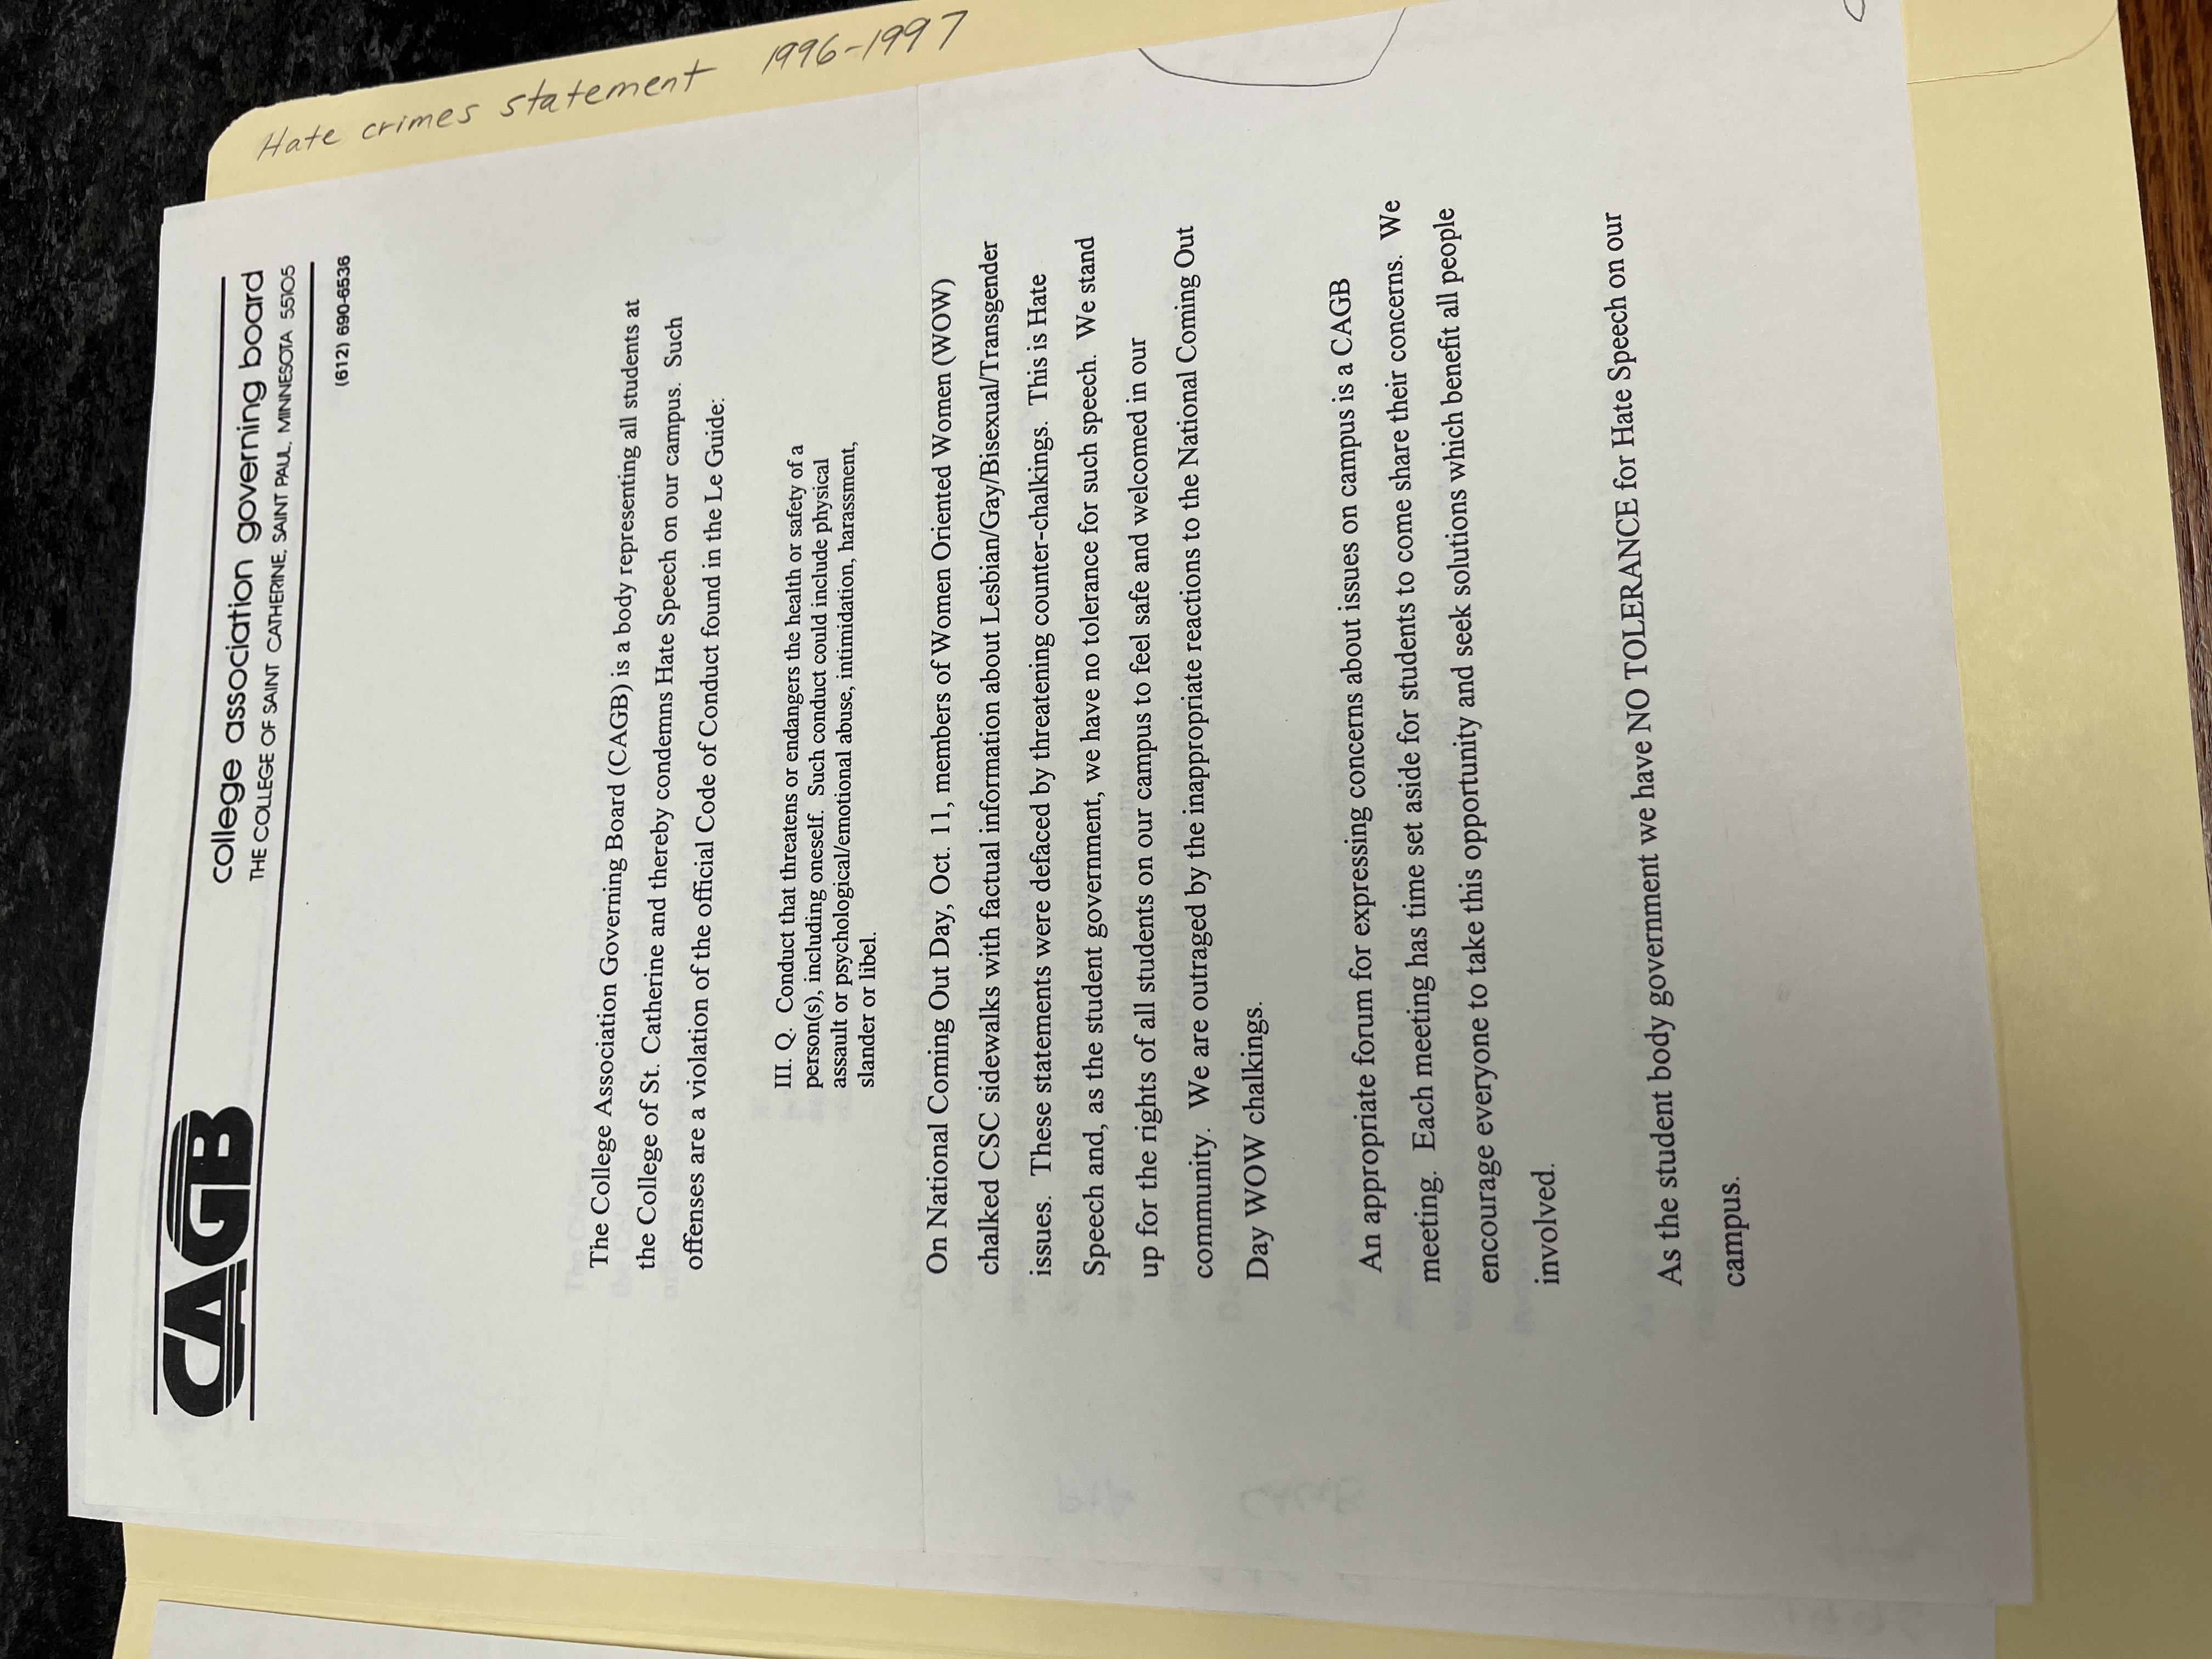 CAGB
college association governing board
THE COLLEGE OF SAINT CATHERINE, SAINT PAUL, MINNESOTA 55105
(612) 690-6536
The College Association Governing Board (CAGB) is a body representing all students at
the College of St. Catherine and thereby condemns Hate Speech on our campus. Such
offenses are a violation of the official Code of Conduct found in the Le Guide:
III. Q. Conduct that threatens or endangers the health or safety of a
person(s), including oneself. Such conduct could include physical
assault or psychological/emotional abuse, intimidation, harassment,
slander or libel.
On National Coming Out Day, Oct. 11, members of Women Oriented Women (WOW)
chalked CSC sidewalks with factual information about Lesbian/Gay/Bisexual/Transgender
issues. These statements were defaced by threatening counter-chalkings. This is Hate
Speech and, as the student government, we have no tolerance for such speech. We stand
up for the rights of all students on our campus to feel safe and welcomed in our
community. We are outraged by the inappropriate reactions to the National Coming Out
Day WOW chalkings.
An appropriate forum for expressing concerns about issues on campus is a CAGB
meeting. Each meeting has time set aside for students to come share their concerns. We
encourage everyone to take this opportunity and seek solutions which benefit all people
involved.
As the student body government we have NO TOLERANCE for Hate Speech on our
campus.
Hate crimes statement 1996-1997